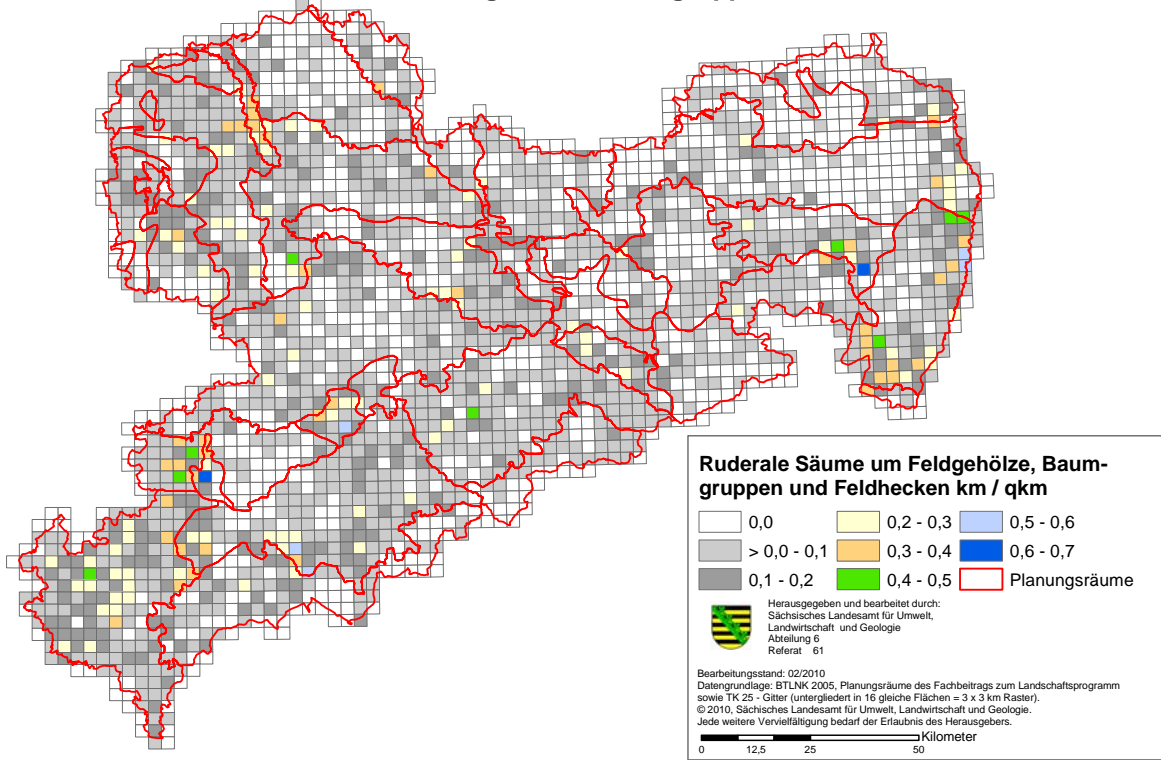 Ruderale Säume um Feldgehölze, Baum-
gruppen und Feldhecken km / qkm
0,0
0,2 - 0,3
0,5 - 0,6
> 0,0 - 0,1
0,3 - 0,4
0,6 - 0,7
0,1 - 0,2
0,4 - 0,5
Planungsräume
Herausgegeben und bearbeitet durch:
Sächsisches Landesamt für Umwelt,
Landwirtschaft und Geologie
Abteilung 6
Referat 61
Bearbeitungsstand: 02/2010
Datengrundlage: BTLNK 2005, Planungsräume des Fachbeitrags zum Landschaftsprogramm
sowie TK 25 - Gitter (untergliedert in 16 gleiche Flächen = 3 x 3 km Raster).
© 2010, Sächsisches Landesamt für Umwelt, Landwirtschaft und Geologie.
Jede weitere Vervielfältigung bedarf der Erlaubnis des Herausgebers.
Kilometer
0 12,5 25 50